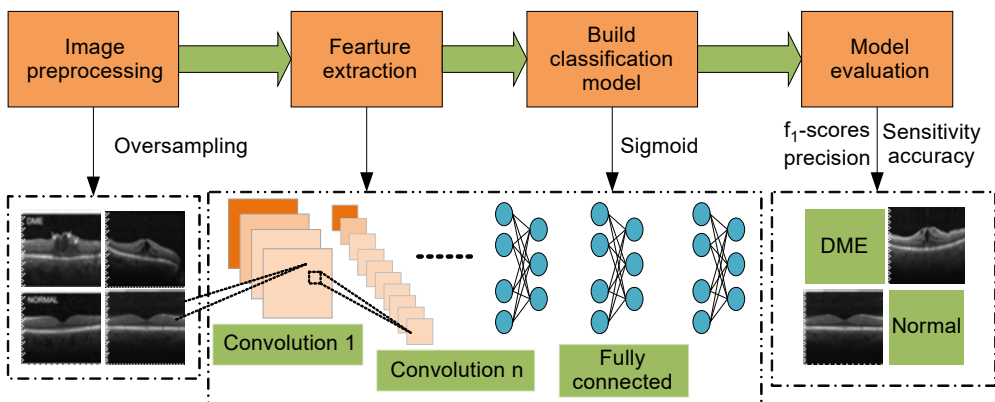 Image
preprocessing
Fearture
extraction
Build
classification
model
Model
evaluation
Oversampling
Sigmoid
f1-scores
precision
Sensitivity
accuracy
DME
NORMAL
Convolution 1
Convolution n
Fully
connected
DME
Normal